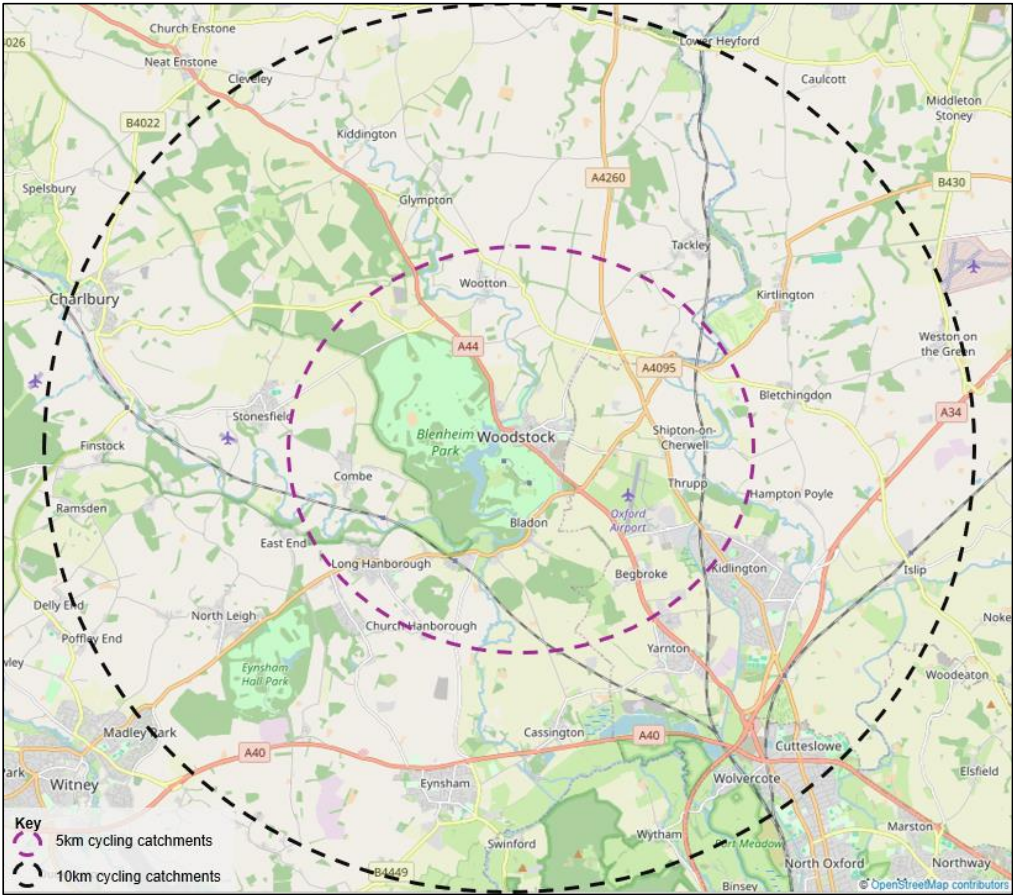 Church Enstone
4026
Neat Enstone
Cleveley
Lower Heyford
Caulcott
B4022
Middleton
Stoney
Kiddington
A4260
B430
Spelsbury
Glympton
Tackley
Wootton
Kirtlington
Charlbury
A44
Weston on
the Green
A4095
Bletchingdon
A34
Stonesfield
Blenheim
Park
Woodstock
Shipton-on-
Cherwell
Finstock
Combe
Thrupp
Hampton Poyle
Ramsden
Oxford
Airport
Bladon
East End
Long Hanborough
Begbroke
Kidlington
Islip
Delly End
North Leigh
Church Hanborough
Noke
Poffley End
wley
Eynsham
Hall Park
Yarnton
Woodeaton
Madley Park
A40
Cassington
A40
Cutteslowe
Park
Witney
Eynsham
Wolvercote
Elsfield
Key
5km cycling catchments
10km cycling catchments
Swinford
Wytham
Port Meadow
Marston
B4449
North Oxford
Northway
Binsey
© OpenStreetMap contributors